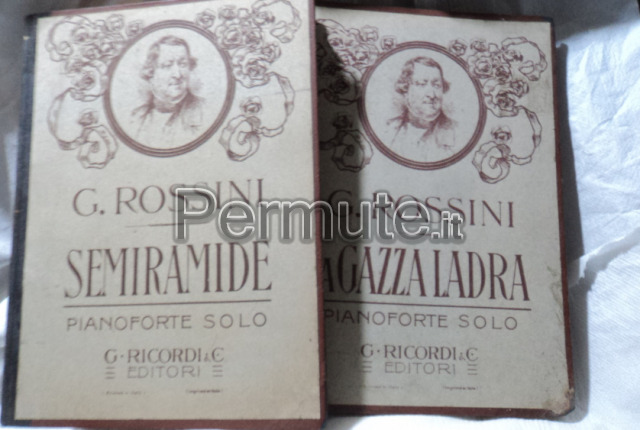 G. ROSSINI
SEMIRAMIDE
PIANOFORTE SOLO
G. RICORDI & C.
EDITORI
G. ROSSINI
A GAZZA LADRA
PIANOFORTE SOLO
G. RICORDI & C.
EDITORI
Permute.it